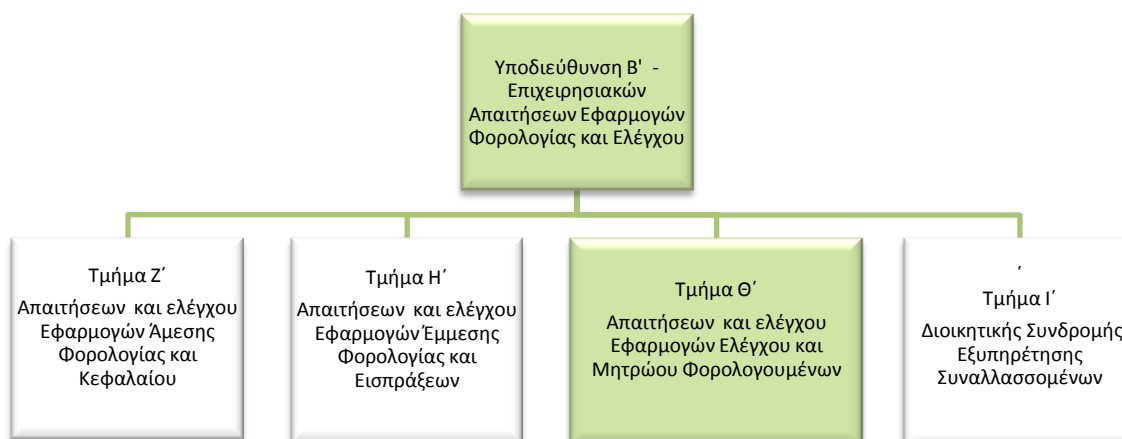 Υποδιεύθυνση Β' -
Επιχειρησιακών
Απαιτήσεων Εφαρμογών
Φορολογίας και Ελέγχου
Τμήμα Ζ΄
Απαιτήσεων και ελέγχου
Εφαρμογών Άμεσης
Φορολογίας και
Κεφαλαίου
Τμήμα Η΄
Απαιτήσεων και ελέγχου
Εφαρμογών Έμμεσης
Φορολογίας και
Εισπράξεων
Τμήμα Θ΄
Απαιτήσεων και ελέγχου
Εφαρμογών Ελέγχου και
Μητρώου Φορολογουμένων
΄
Τμήμα Ι΄
Διοικητικής Συνδρομής
Εξυπηρέτησης
Συναλλασσομένων